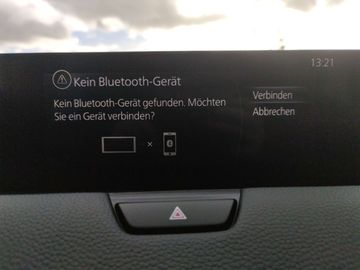 13:21
Kein Bluetooth-Gerät
Kein Bluetooth-Gerät gefunden. Möchten
Sie ein Gerät verbinden?
Verbinden
Abbrechen